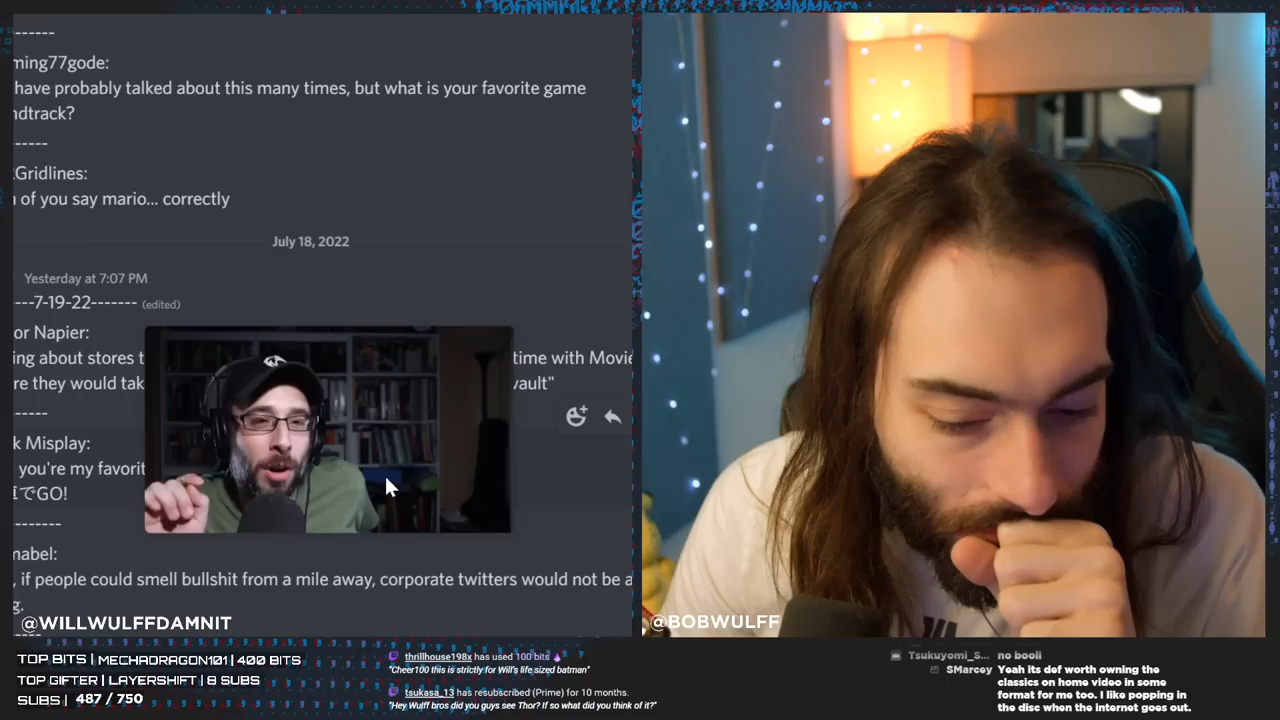 ming77gode:
have probably talked about this many times, but what is your favorite game
ndtrack?
Gridlines:
of you say mario... correctly
July 18, 2022
Yesterday at 7:07 PM
----7-19-22------- (edited)
or Napier:
ing about stores t
time with Movie
re they would tak
vault"
k Misplay:
you're my favorit
でGO!
nabel:
, if people could smell bullshit from a mile away, corporate twitters would not be a
g.
@WILLWULFFDAMNIT
@BOBWULFF
TOP BITS | MECHADRAGON101 | 400 BITS
TOP GIFTER | LAYERSHIFT | 8 SUBS
SUBS | 487 / 750
thrillhouse198x has used 100 bits
"Cheer100 this is strictly for Will's life sized batman"
tsukasa_13 has resubscribed (Prime) for 10 months.
"Hey Wulff bros did you guys see Thor? If so what did you think of it?"
Tsukuyomi_S... no booli
SMarcey Yeah its def worth owning the
classics on home video in some
format for me too. I like popping in
the disc when the internet goes out.